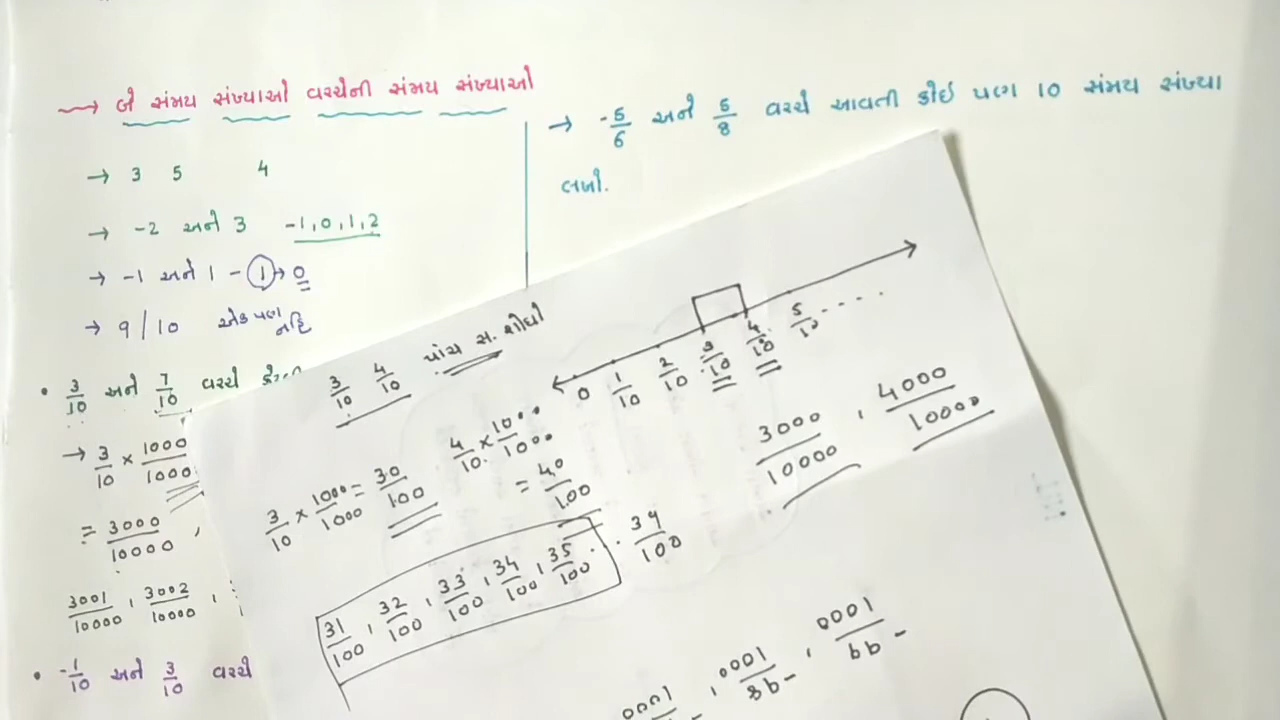 → બે સંમય સંખ્યાઓ વચ્ચેની સંમય સંખ્યાઓ
→ 3 5 4
→ -2 અને 3 -1,0,1,2
→ -1 અને 1 - 1 → 0
→ 9/10 એકપણ નહિ
• 3/10 અને 7/10 વચ્ચે
→ 3/10 × 1000/1000
= 3000/10000 ,
3001/10000 , 3002/10000 ,
• -1/10 અને 3/10 વચ્ચે
→ -5/6 અને 5/8 વચ્ચે આવતી કોઈ પણ 10 સંમય સંખ્યા
લખો.
3/10 4/10 પાંચ સ. શોધો
0 1/10 2/10 3/10 4/10 5/10 ....
3/10 × 1000/1000 = 30/100
4/10 × 1000/1000
= 40/100
3000/10000 , 4000/10000
31/100 , 32/100 , 33/100 , 34/100 , 35/100 .. 39/100